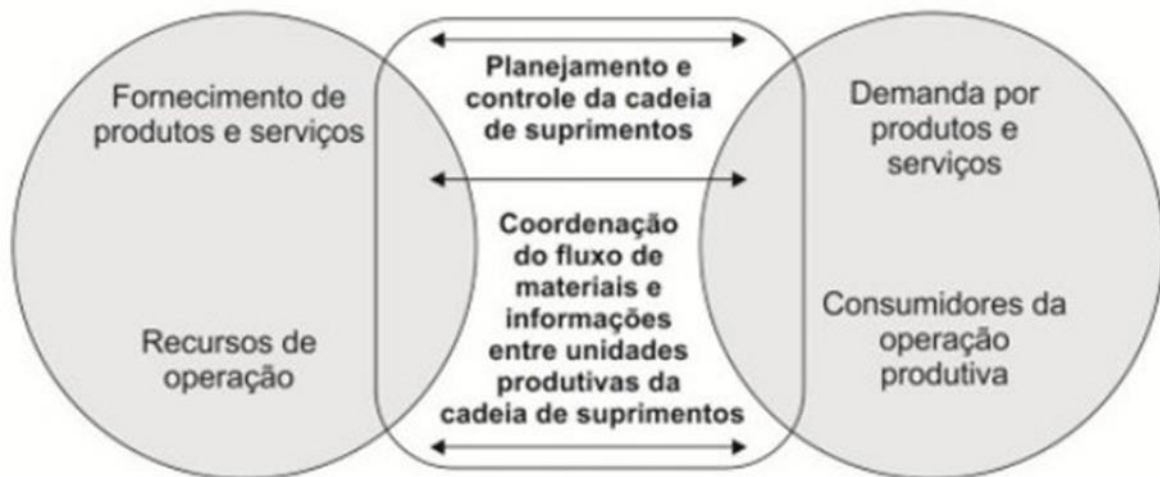 Fornecimento de
produtos e serviços
Recursos de
operação
Planejamento e
controle da cadeia
de suprimentos
Coordenação
do fluxo de
materiais e
informações
entre unidades
produtivas da
cadeia de suprimentos
Demanda por
produtos e
serviços
Consumidores da
operação
produtiva